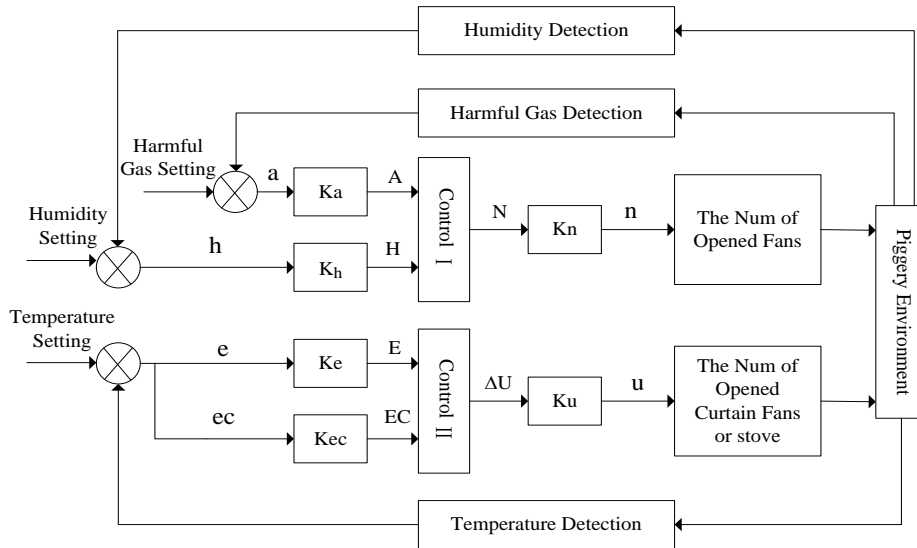 Humidity Detection
Harmful Gas Detection
Harmful
Gas Setting
a
Ka
A
Control I
N
Kn
n
The Num of
Opened Fans
Humidity
Setting
h
Kh
H
Piggery Environment
Temperature
Setting
e
Ke
E
Control II
ΔU
Ku
u
The Num of
Opened
Curtain Fans
or stove
ec
Kec
EC
Temperature Detection